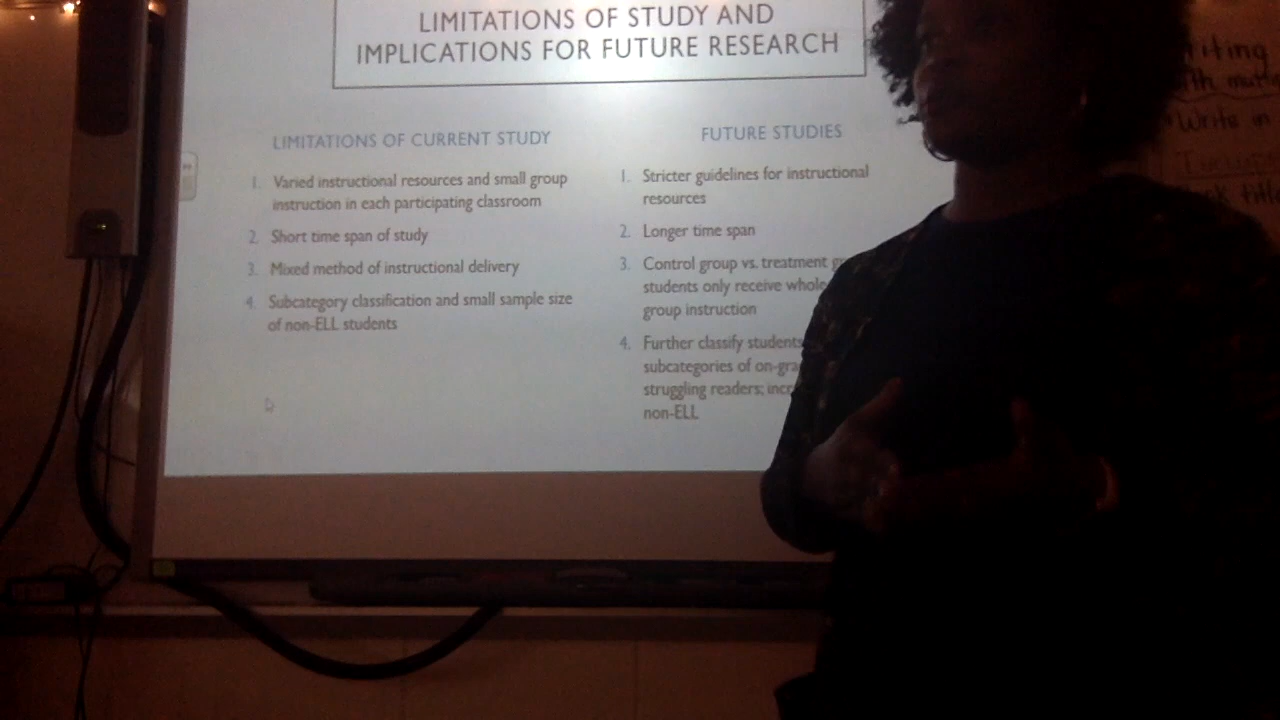 LIMITATIONS OF STUDY AND
IMPLICATIONS FOR FUTURE RESEARCH
LIMITATIONS OF CURRENT STUDY
1. Varied instructional resources and small group
instruction in each participating classroom
2. Short time span of study
3. Mixed method of instructional delivery
4. Subcategory classification and small sample size
of non-ELL students
FUTURE STUDIES
1. Stricter guidelines for instructional
resources
2. Longer time span
3. Control group vs. treatment
students only receive whole
group instruction
4. Further classify students
subcategories of
struggling readers;
non-ELL
Write in